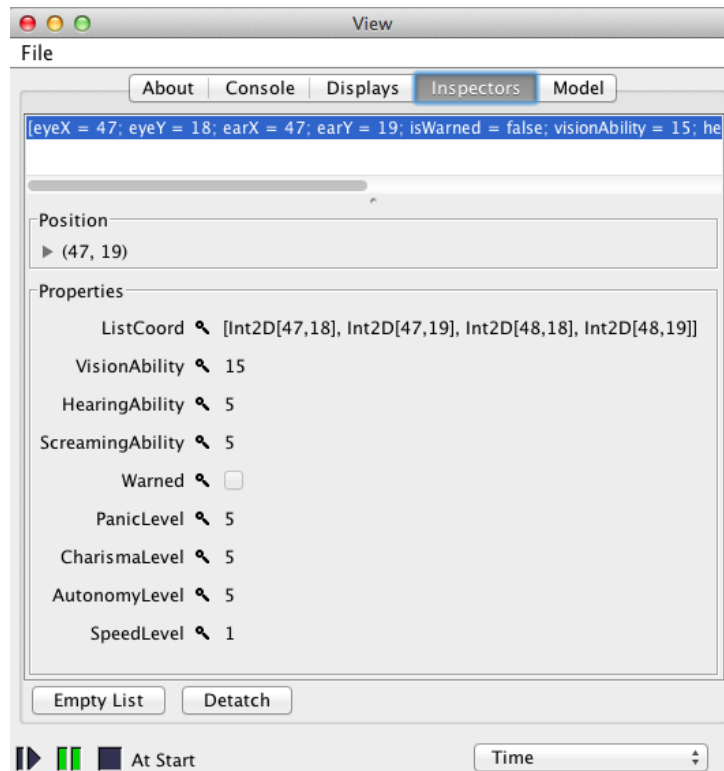 View
File
About Console Displays Inspectors Model
[eyeX = 47; eyeY = 18; earX = 47; earY = 19; isWarned = false; visionAbility = 15; he
Position
(47, 19)
Properties
ListCoord [Int2D[47,18], Int2D[47,19], Int2D[48,18], Int2D[48,19]]
VisionAbility 15
HearingAbility 5
ScreamingAbility 5
Warned
PanicLevel 5
CharismaLevel 5
AutonomyLevel 5
SpeedLevel 1
Empty List Detatch
At Start Time